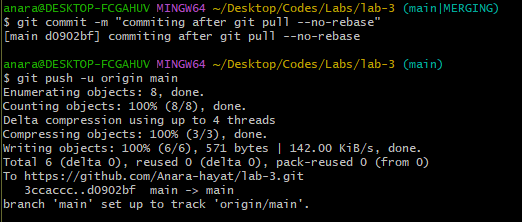 anara@DESKTOP-FCGAHUV MINGW64 ~/Desktop/Codes/Labs/lab-3 (main|MERGING)
$ git commit -m "commiting after git pull --no-rebase"
[main d0902bf] commiting after git pull --no-rebase
anara@DESKTOP-FCGAHUV MINGW64 ~/Desktop/Codes/Labs/lab-3 (main)
$ git push -u origin main
Enumerating objects: 8, done.
Counting objects: 100% (8/8), done.
Delta compression using up to 4 threads
Compressing objects: 100% (3/3), done.
Writing objects: 100% (6/6), 571 bytes | 142.00 KiB/s, done.
Total 6 (delta 0), reused 0 (delta 0), pack-reused 0 (from 0)
To https://github.com/Anara-hayat/lab-3.git
   3ccaccc..d0902bf  main -> main
branch 'main' set up to track 'origin/main'.